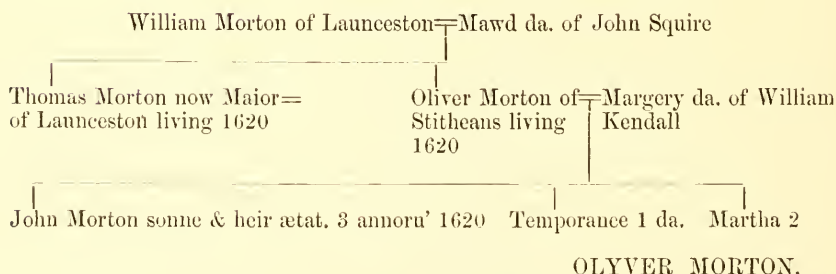 William Morton of Launceston=Mawd da. of John Squire
Thomas Morton now Maior= Oliver Morton of=Margery da. of William
of Launceston living 1620 Stitheans living Kendall
1620
John Morton sonne & heir ætat. 3 annoru' 1620 Temporance 1 da. Martha 2
OLYVER MORTON.